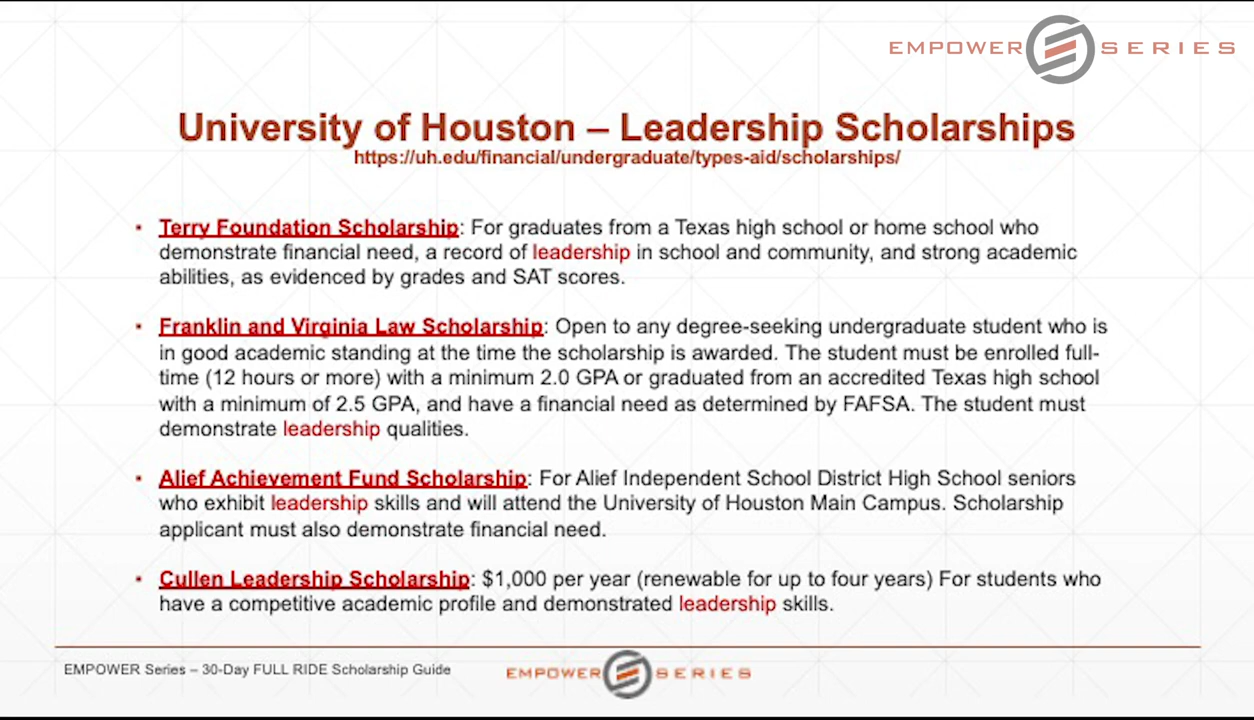 EMPOWER SERIES
University of Houston – Leadership Scholarships
https://uh.edu/financial/undergraduate/types-aid/scholarships/
• Terry Foundation Scholarship: For graduates from a Texas high school or home school who
demonstrate financial need, a record of leadership in school and community, and strong academic
abilities, as evidenced by grades and SAT scores.
• Franklin and Virginia Law Scholarship: Open to any degree-seeking undergraduate student who is
in good academic standing at the time the scholarship is awarded. The student must be enrolled full-
time (12 hours or more) with a minimum 2.0 GPA or graduated from an accredited Texas high school
with a minimum of 2.5 GPA, and have a financial need as determined by FAFSA. The student must
demonstrate leadership qualities.
• Alief Achievement Fund Scholarship: For Alief Independent School District High School seniors
who exhibit leadership skills and will attend the University of Houston Main Campus. Scholarship
applicant must also demonstrate financial need.
• Cullen Leadership Scholarship: $1,000 per year (renewable for up to four years) For students who
have a competitive academic profile and demonstrated leadership skills.
EMPOWER Series – 30-Day FULL RIDE Scholarship Guide
EMPOWER SERIES